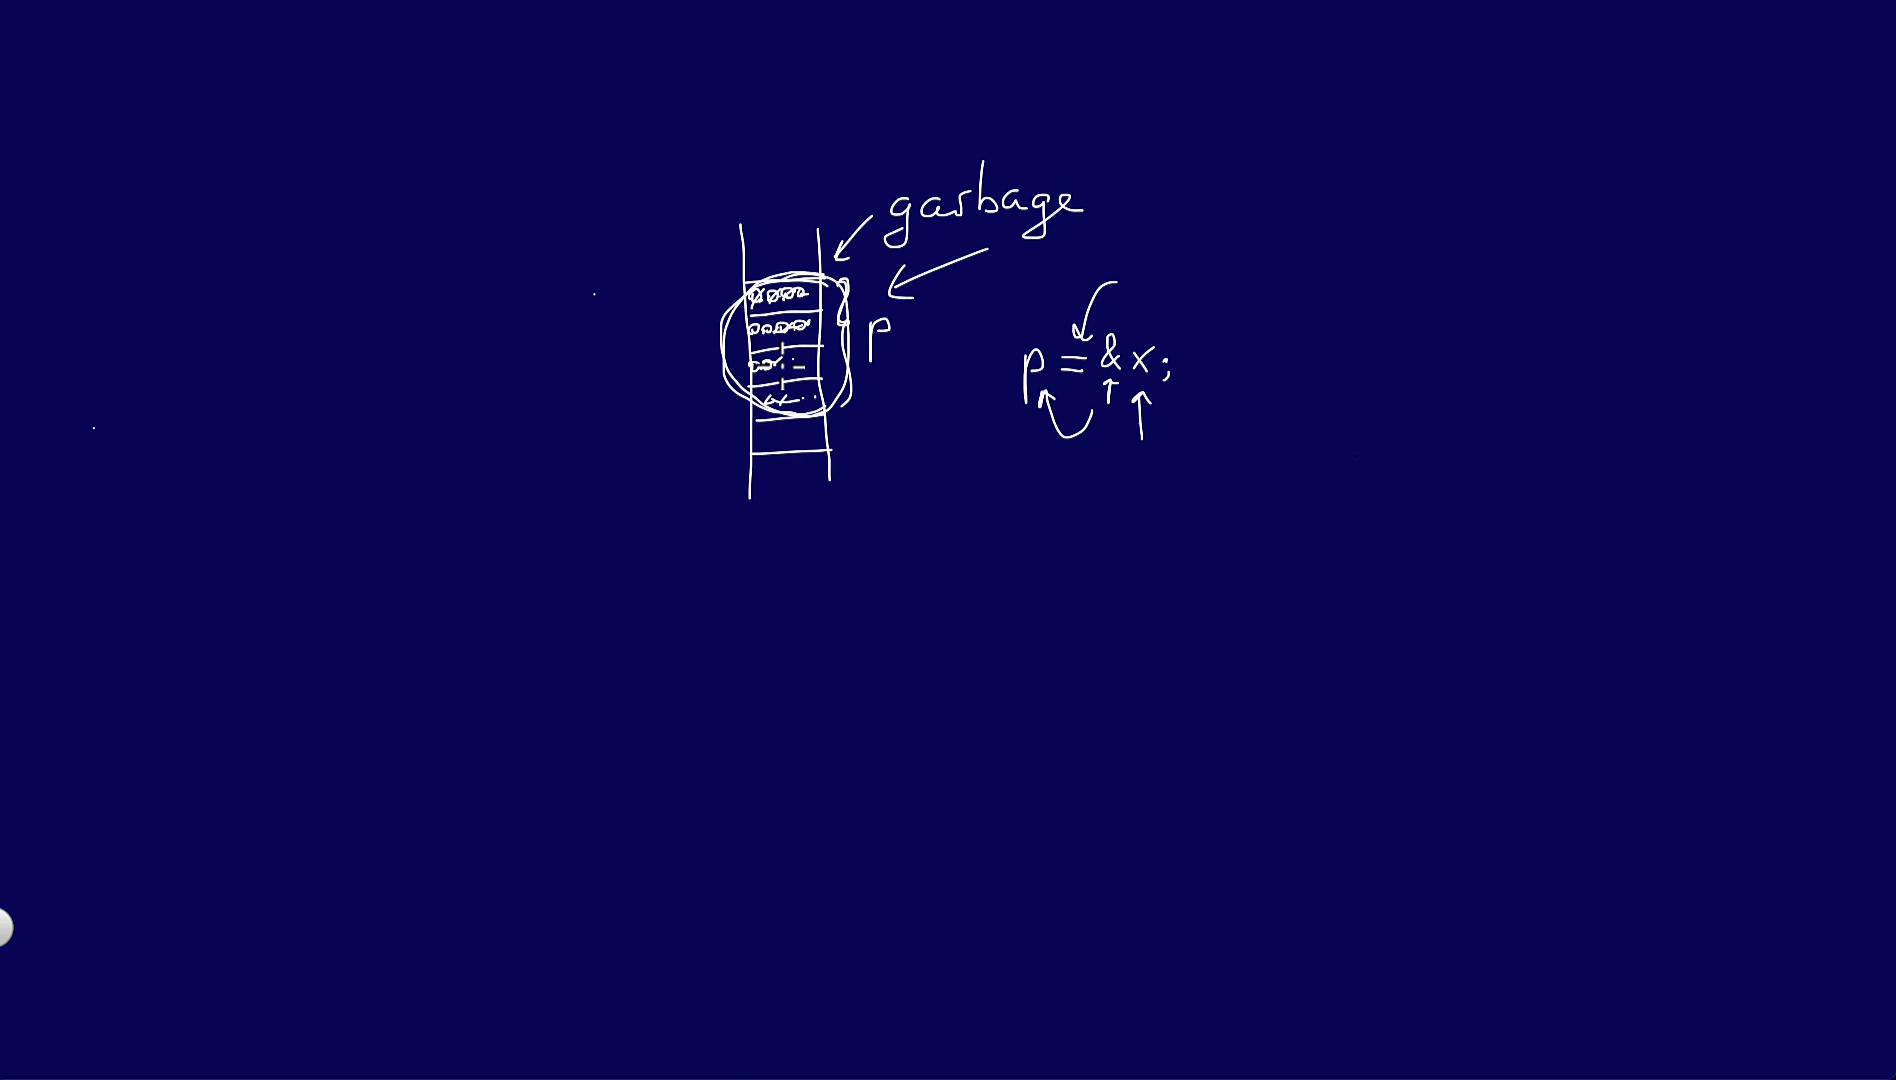 garbage
p
p = &x;